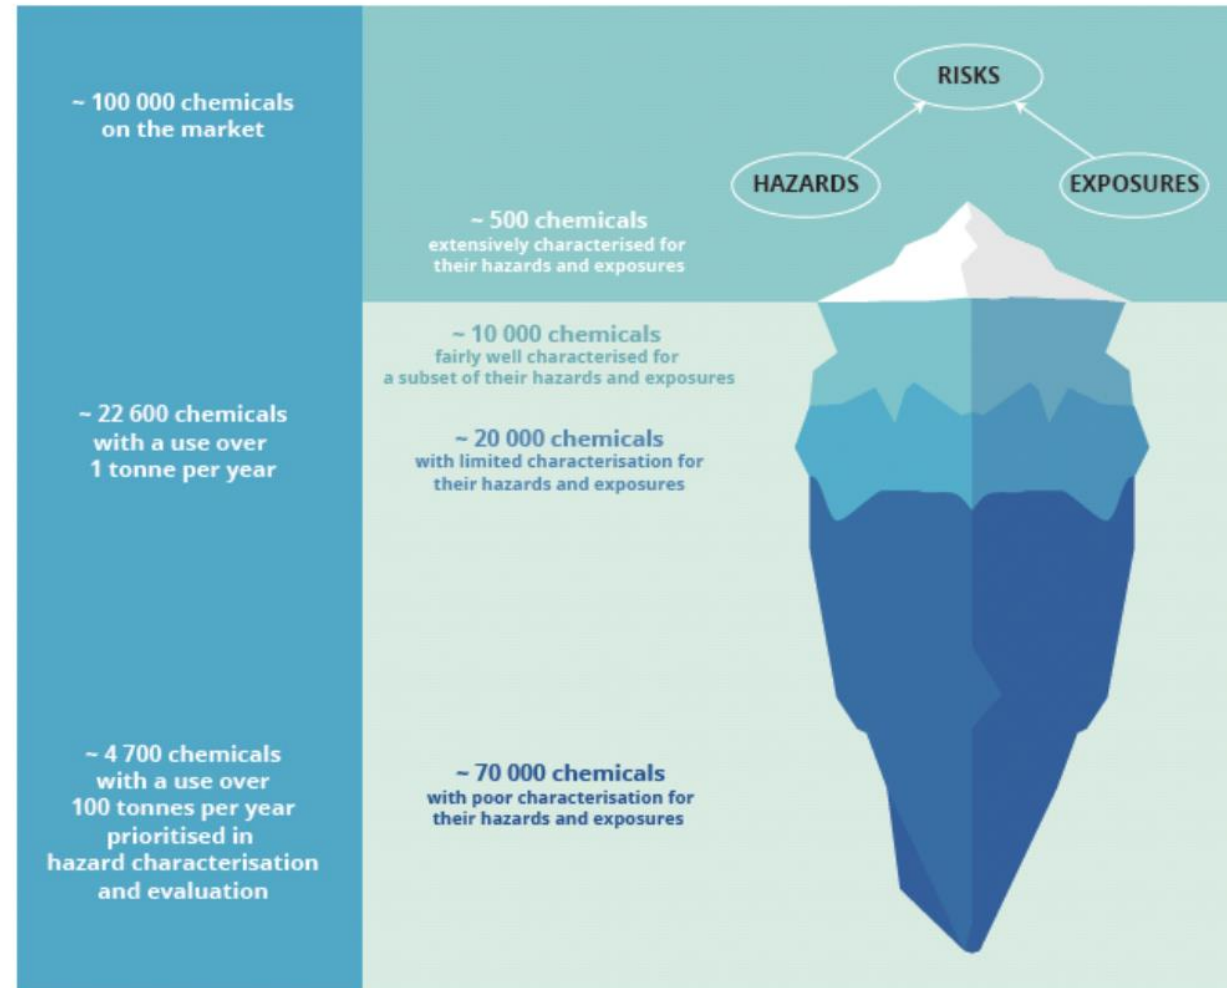 ~ 100 000 chemicals
on the market
~ 22 600 chemicals
with a use over
1 tonne per year
~ 4 700 chemicals
with a use over
100 tonnes per year
prioritised in
hazard characterisation
and evaluation
RISKS
HAZARDS
EXPOSURES
~ 500 chemicals
extensively characterised for
their hazards and exposures
~ 10 000 chemicals
fairly well characterised for
a subset of their hazards and exposures
~ 20 000 chemicals
with limited characterisation for
their hazards and exposures
~ 70 000 chemicals
with poor characterisation for
their hazards and exposures